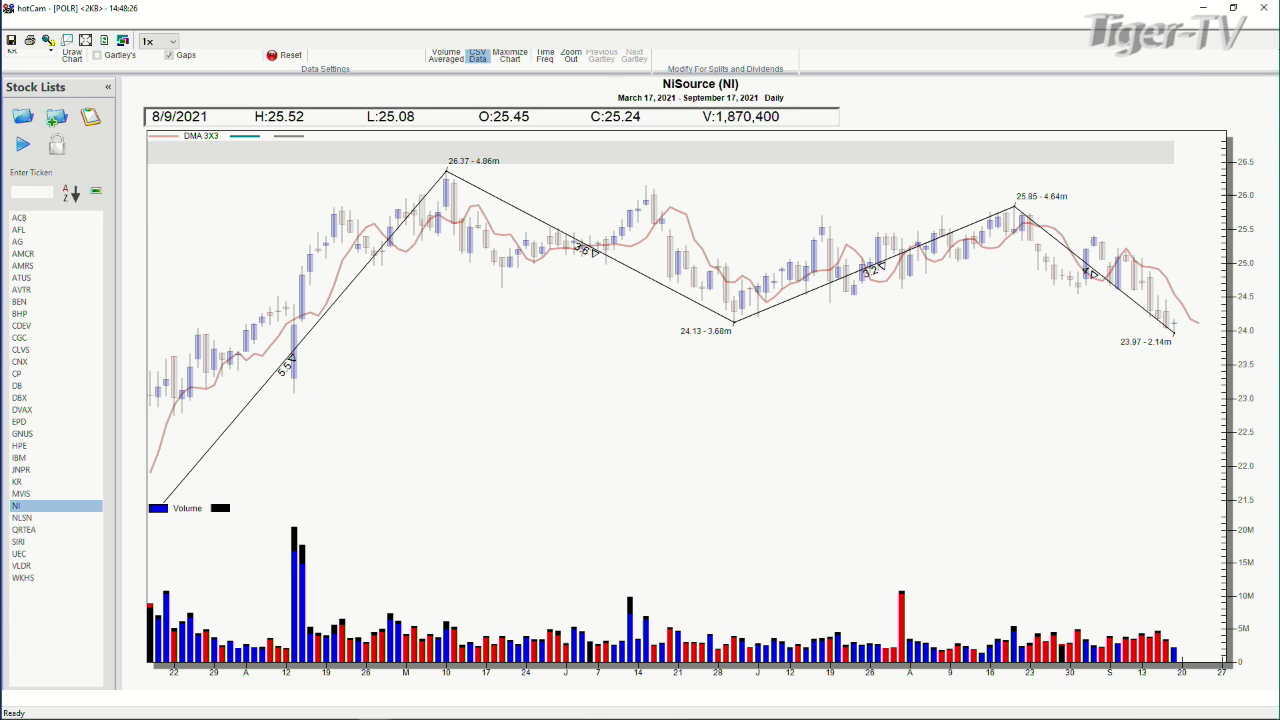 hotCam - [POLR] <2KB> - 14:48:26
Tiger-TV
1x
Draw Chart
Gartley's
Gaps
Reset
Data Settings
Volume Averaged
CSV Data
Maximize Chart
Time Freq
Zoom Out
Previous Gartley
Next Gartley
Modify For Splits and Dividends
Stock Lists «
Enter Ticker:
A
Z
ACB
AFL
AG
AMCR
AMRS
ATUS
AVTR
BEN
BHP
CDEV
CGC
CLVS
CNX
CP
DB
DBX
DVAX
EPD
GNUS
HPE
IBM
JNPR
KR
MVIS
NI
NLSN
QRTEA
SIRI
UEC
VLDR
WKHS
NiSource (NI)
March 17, 2021 - September 17, 2021 Daily
8/9/2021 H:25.52 L:25.08 O:25.45 C:25.24 V:1,870,400
DMA 3X3
26.37 - 4.86m
25.85 - 4.64m
24.13 - 3.68m
23.97 - 2.14m
26.5
26.0
25.5
25.0
24.5
24.0
23.5
23.0
22.5
22.0
21.5
Volume
20M
15M
10M
5M
0
22 29 A 12 19 26 M 10 17 24 J 7 14 21 28 J 12 19 26 A 9 16 23 30 S 13 20 27
Ready